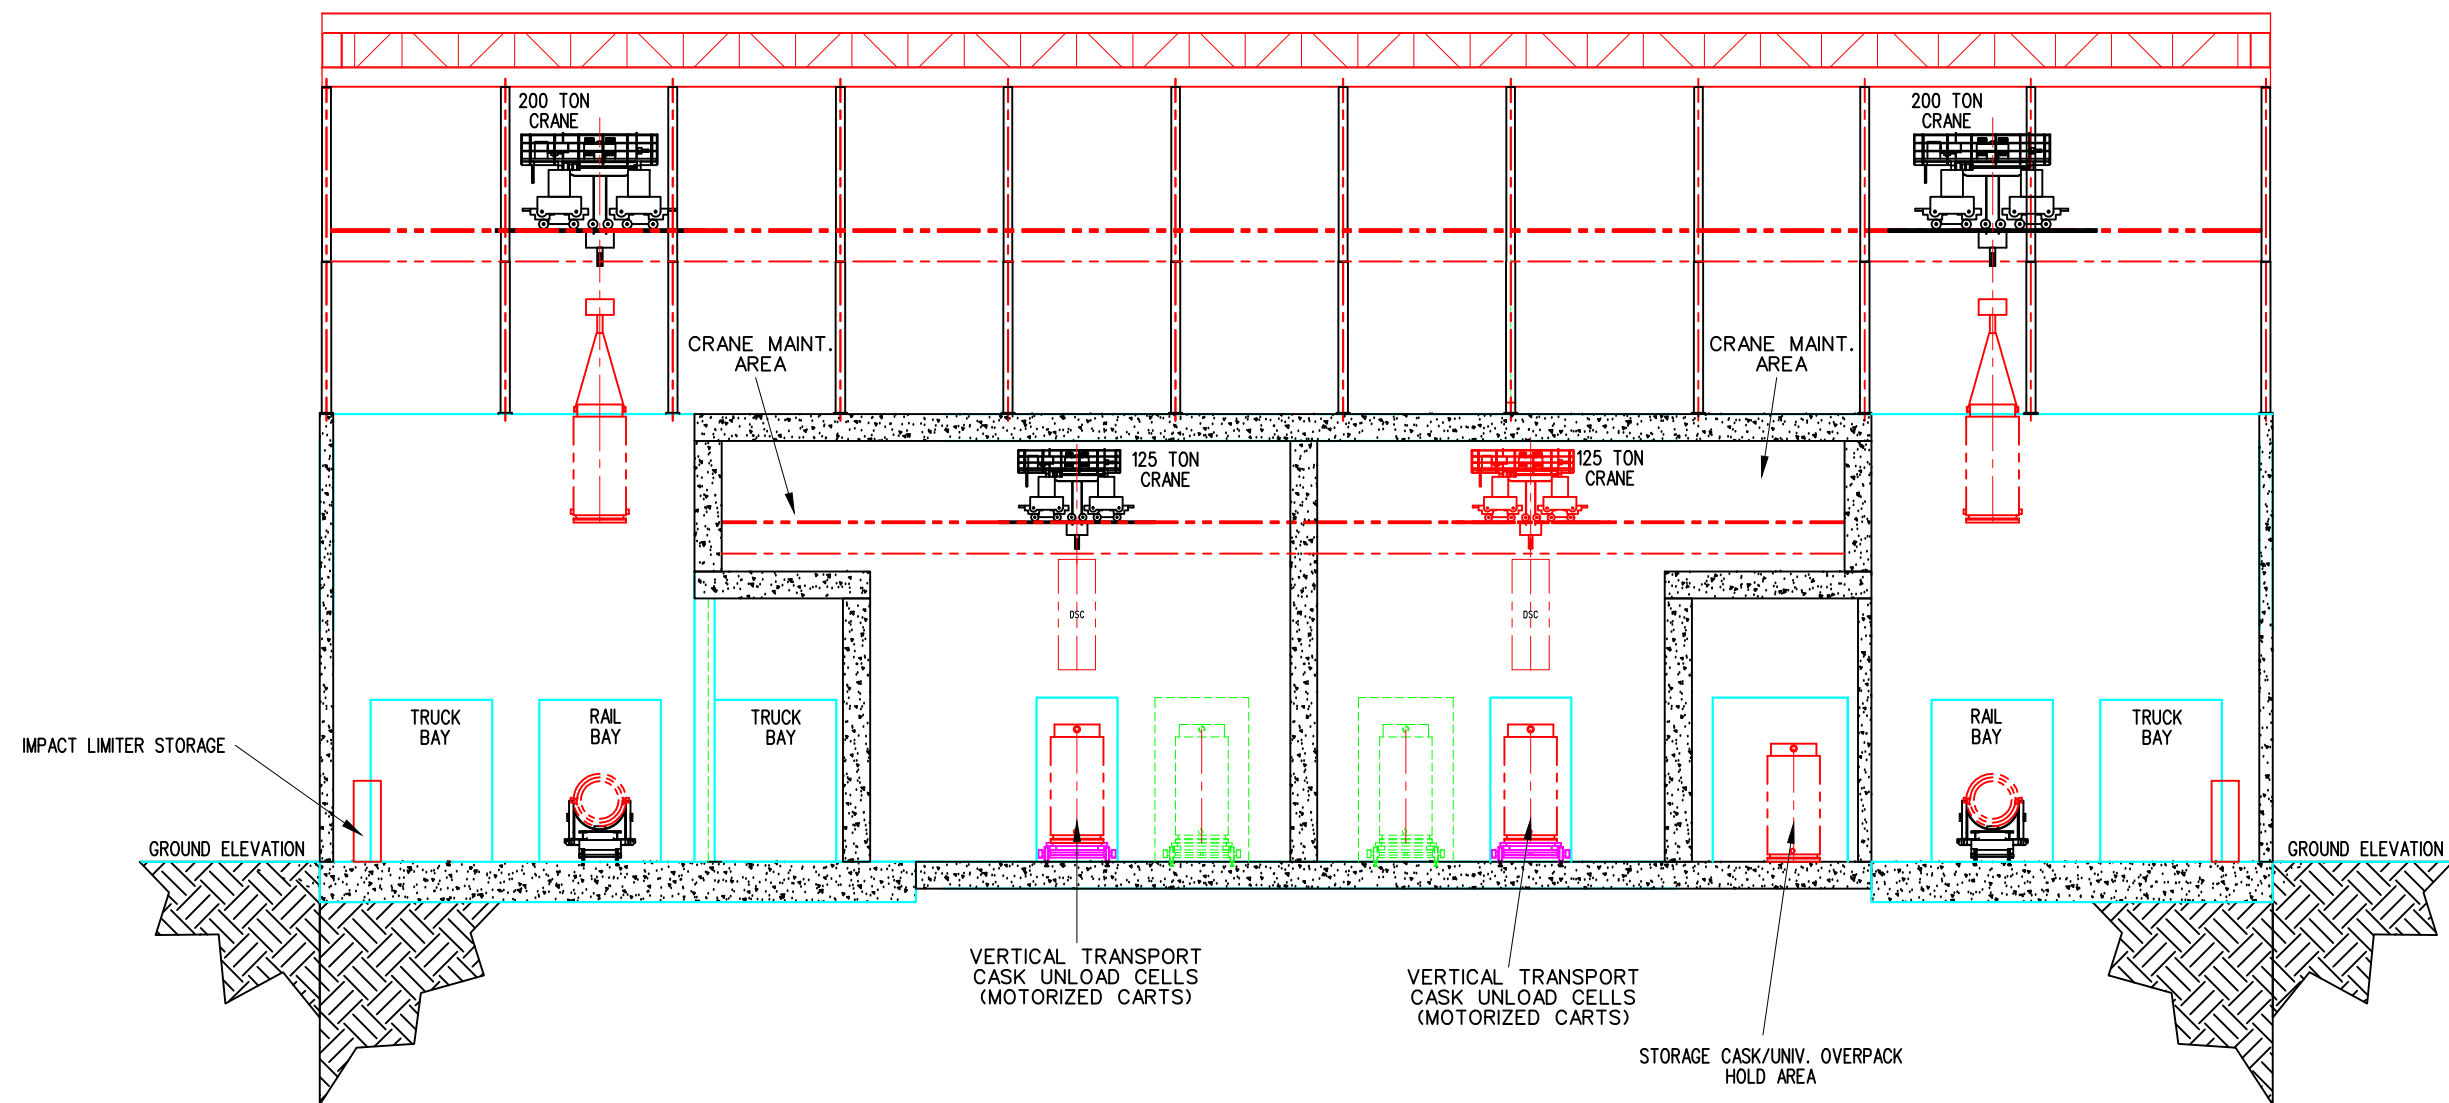 200 TON
CRANE
200 TON
CRANE
CRANE MAINT.
AREA
CRANE MAINT.
AREA
125 TON
CRANE
125 TON
CRANE
DSC
DSC
TRUCK
BAY
RAIL
BAY
TRUCK
BAY
RAIL
BAY
TRUCK
BAY
IMPACT LIMITER STORAGE
GROUND ELEVATION
GROUND ELEVATION
VERTICAL TRANSPORT
CASK UNLOAD CELLS
(MOTORIZED CARTS)
VERTICAL TRANSPORT
CASK UNLOAD CELLS
(MOTORIZED CARTS)
STORAGE CASK/UNIV. OVERPACK
HOLD AREA